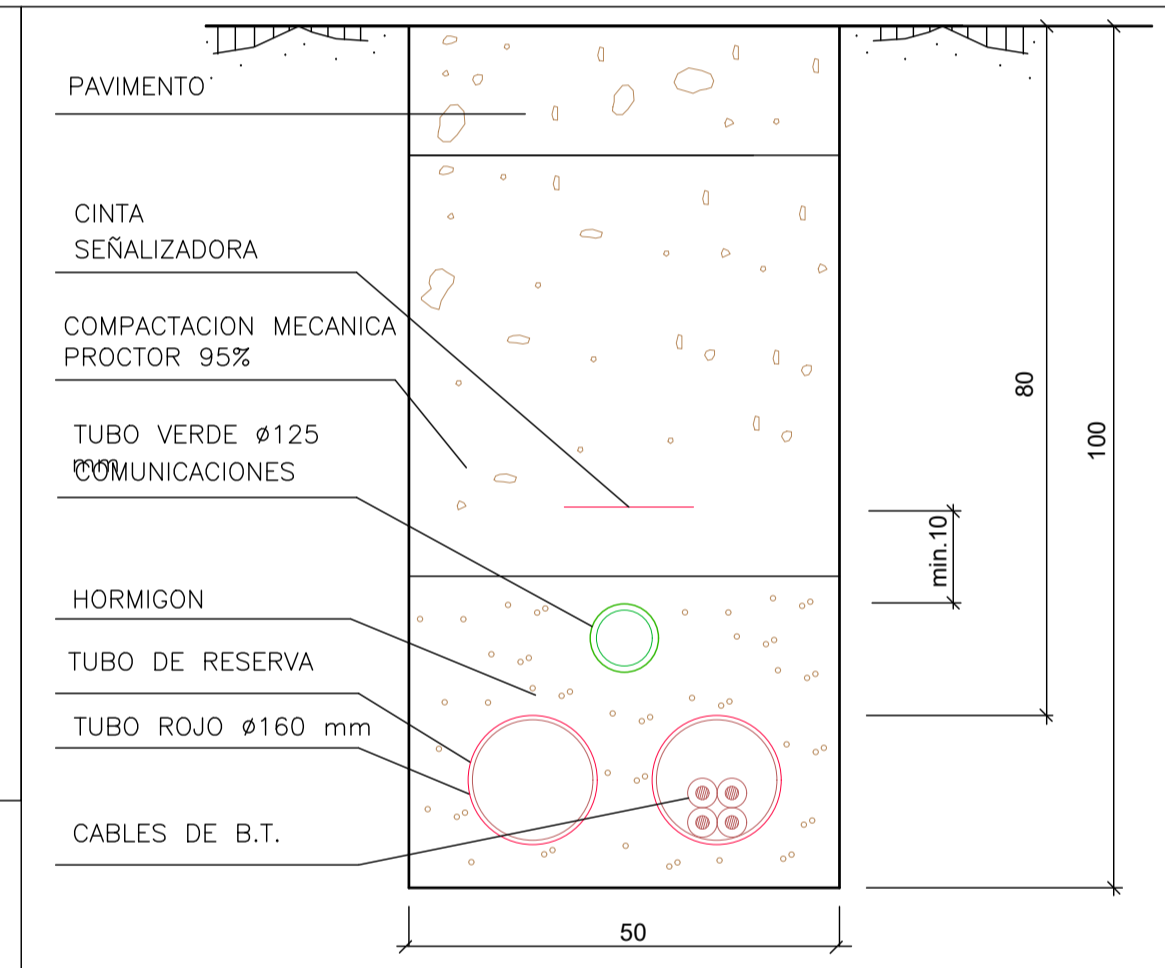 PAVIMENTO
CINTA
SEÑALIZADORA
COMPACTACION MECANICA
PROCTOR 95%
TUBO VERDE ø125
mm
COMUNICACIONES
HORMIGON
TUBO DE RESERVA
TUBO ROJO ø160 mm
CABLES DE B.T.
80
100
min.10
50